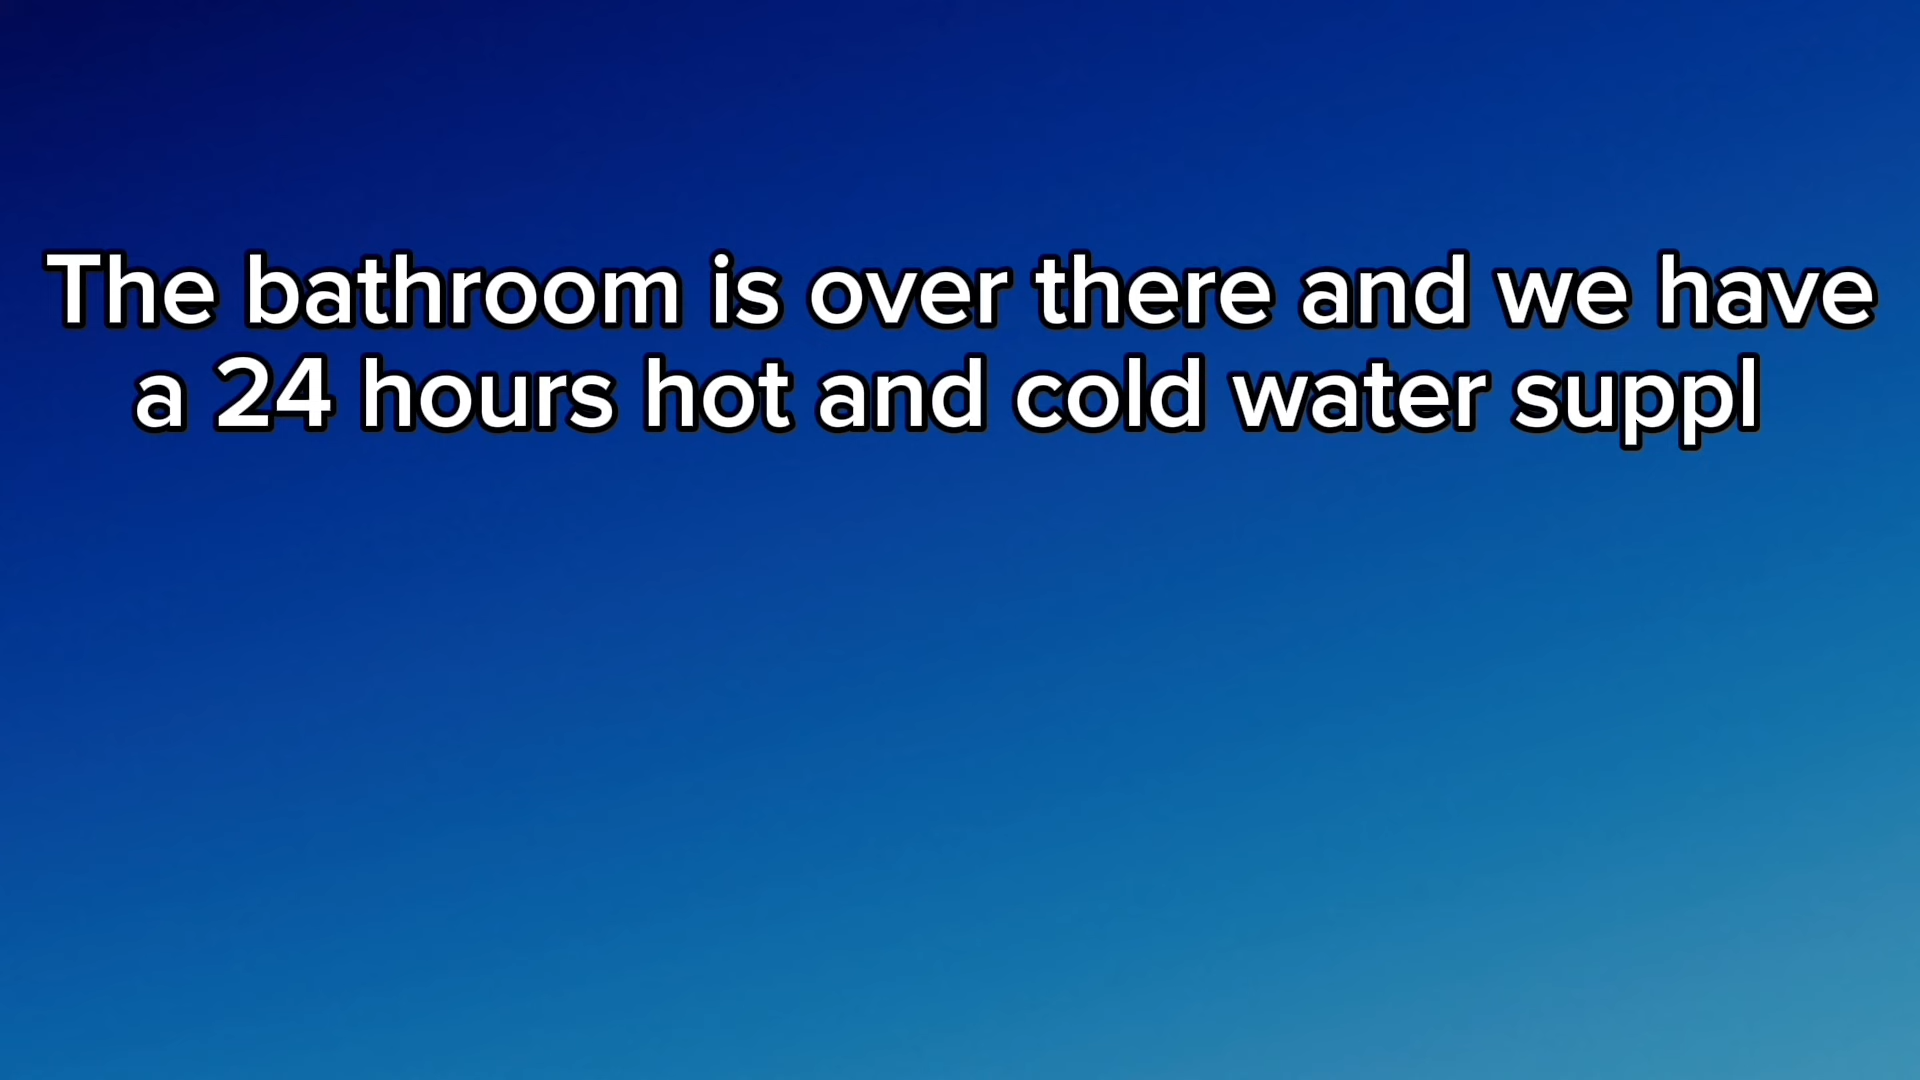 The bathroom is over there and we have
a 24 hours hot and cold water suppl